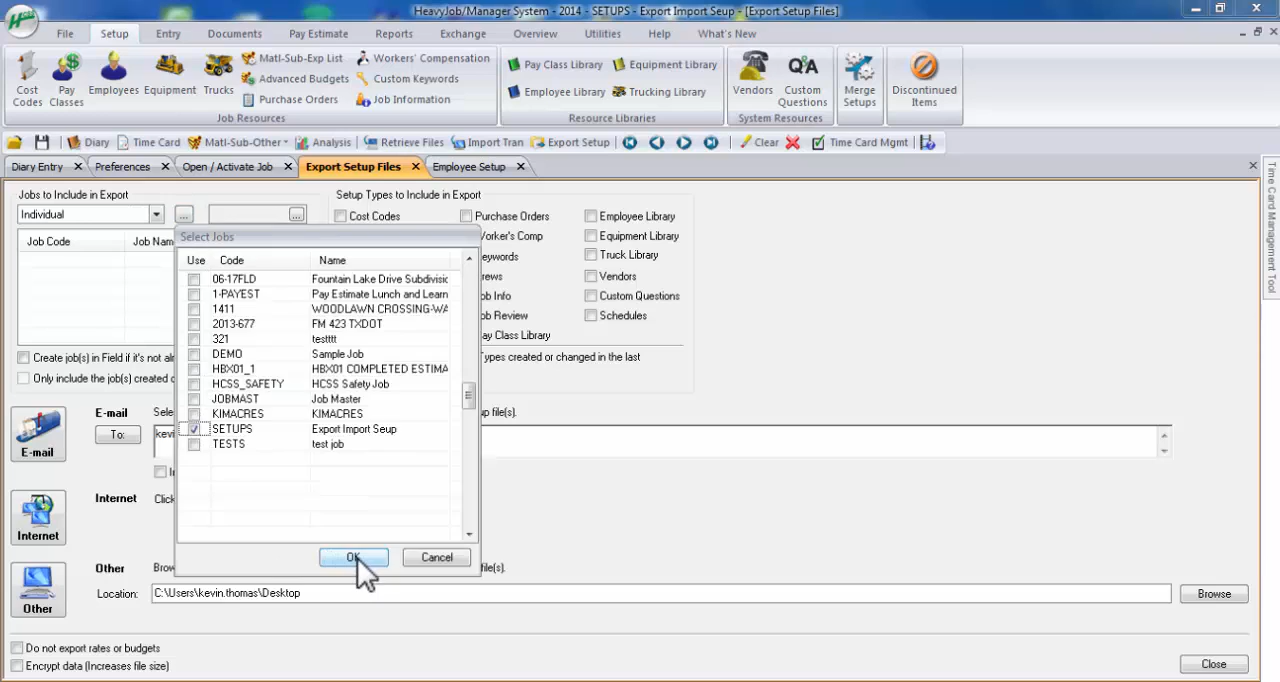 HeavyJob/Manager System - 2014 - SETUPS - Export Import Seup - [Export Setup Files]
File Setup Entry Documents Pay Estimate Reports Exchange Overview Utilities Help What's New
Cost Codes
Pay Classes
Employees
Equipment
Trucks
Matl-Sub-Exp List
Advanced Budgets
Purchase Orders
Workers' Compensation
Custom Keywords
Job Information
Job Resources
Pay Class Library
Equipment Library
Employee Library
Trucking Library
Resource Libraries
Vendors
Custom Questions
System Resources
Merge Setups
Discontinued Items
Diary Time Card Matl-Sub-Other Analysis Retrieve Files Import Tran Export Setup Clear Time Card Mgmt
Diary Entry Preferences Open / Activate Job Export Setup Files Employee Setup
Time Card Management Tool
Jobs to Include in Export
Individual
Job Code Job Nam
Setup Types to Include in Export
Cost Codes Purchase Orders Employee Library
Worker's Comp Equipment Library
eywords Truck Library
rews Vendors
ob Info Custom Questions
ob Review Schedules
ay Class Library
Types created or changed in the last
Select Jobs
Use Code Name
06-17FLD Fountain Lake Drive Subdivisi
1-PAYEST Pay Estimate Lunch and Learn
1411 WOODLAWN CROSSING-WA
2013-677 FM 423 TXDOT
321 testttt
DEMO Sample Job
HBX01_1 HBX01 COMPLETED ESTIMA
HCSS_SAFETY HCSS Safety Job
JOBMAST Job Master
KIMACRES KIMACRES
SETUPS Export Import Seup
TESTS test job
OK Cancel
Create job(s) in Field if it's not al
Only include the job(s) created o
E-mail
E-mail Sele up file(s).
To: kevi
Internet
Internet Click
Other
Other Brow file(s).
Location: C:\Users\kevin.thomas\Desktop Browse
Do not export rates or budgets
Encrypt data (Increases file size)
Close